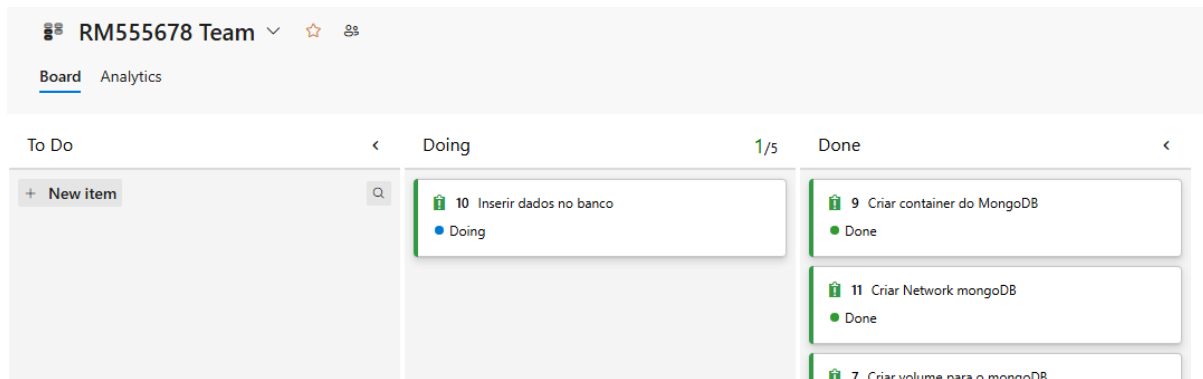 RM555678 Team
Board Analytics
To Do
+ New item
Doing 1/5
10 Inserir dados no banco
Doing
Done
9 Criar container do MongoDB
Done
11 Criar Network mongoDB
Done
7 Criar volume para o mongoDB